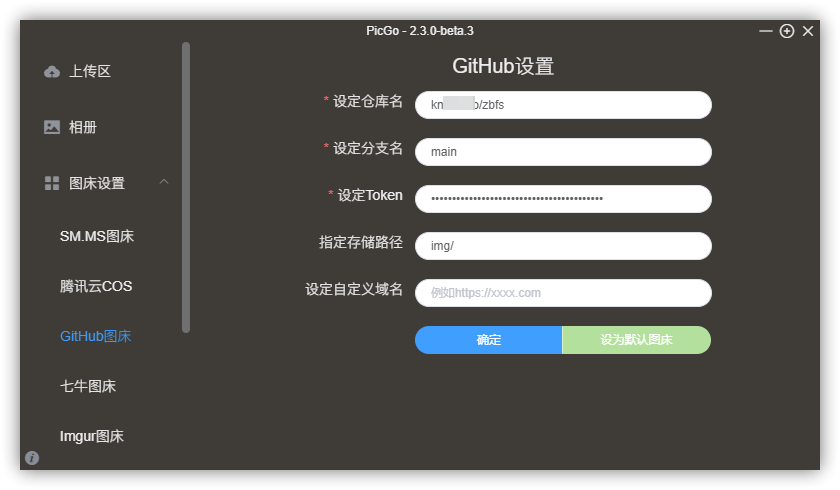 PicGo - 2.3.0-beta.3
上传区
相册
图床设置
SM.MS图床
腾讯云COS
GitHub图床
七牛图床
Imgur图床
GitHub设置
* 设定仓库名
kn b/zbfs
* 设定分支名
main
* 设定Token
••••••••••••••••••••••••••••••••••••••••
指定存储路径
img/
设定自定义域名
例如https://xxxx.com
确定
设为默认图床